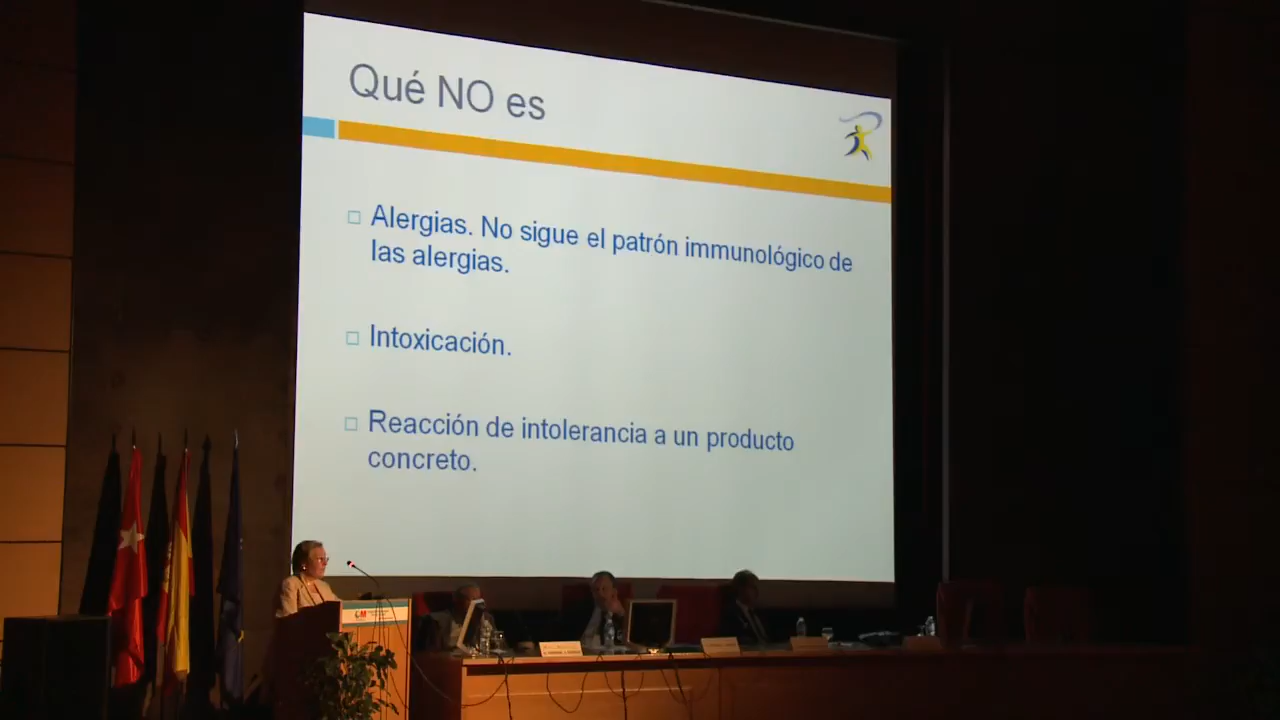 Qué NO es
Alergias. No sigue el patrón immunológico de
las alergias.
Intoxicación.
Reacción de intolerancia a un producto
concreto.